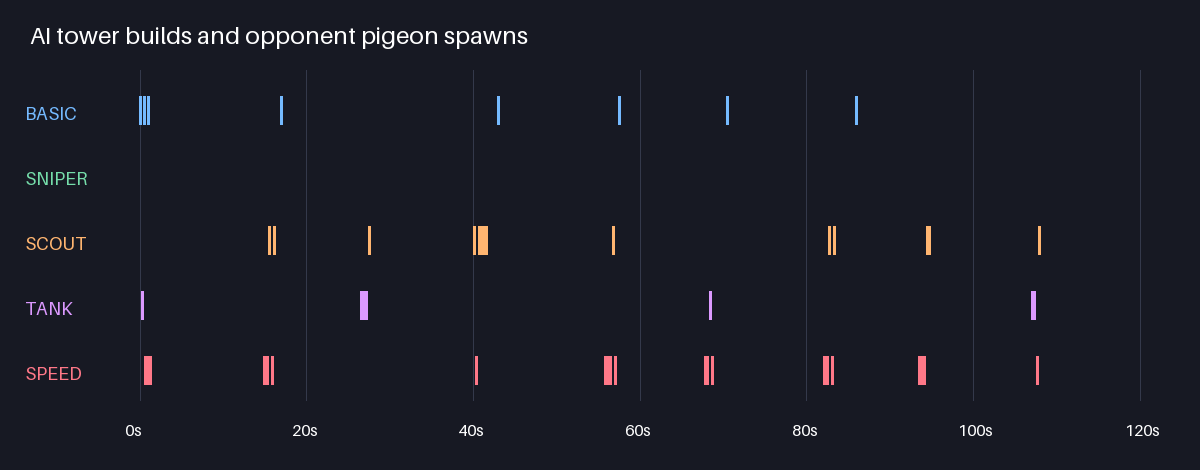 AI tower builds and opponent pigeon spawns
BASIC
SNIPER
SCOUT
TANK
SPEED
0s 20s 40s 60s 80s 100s 120s